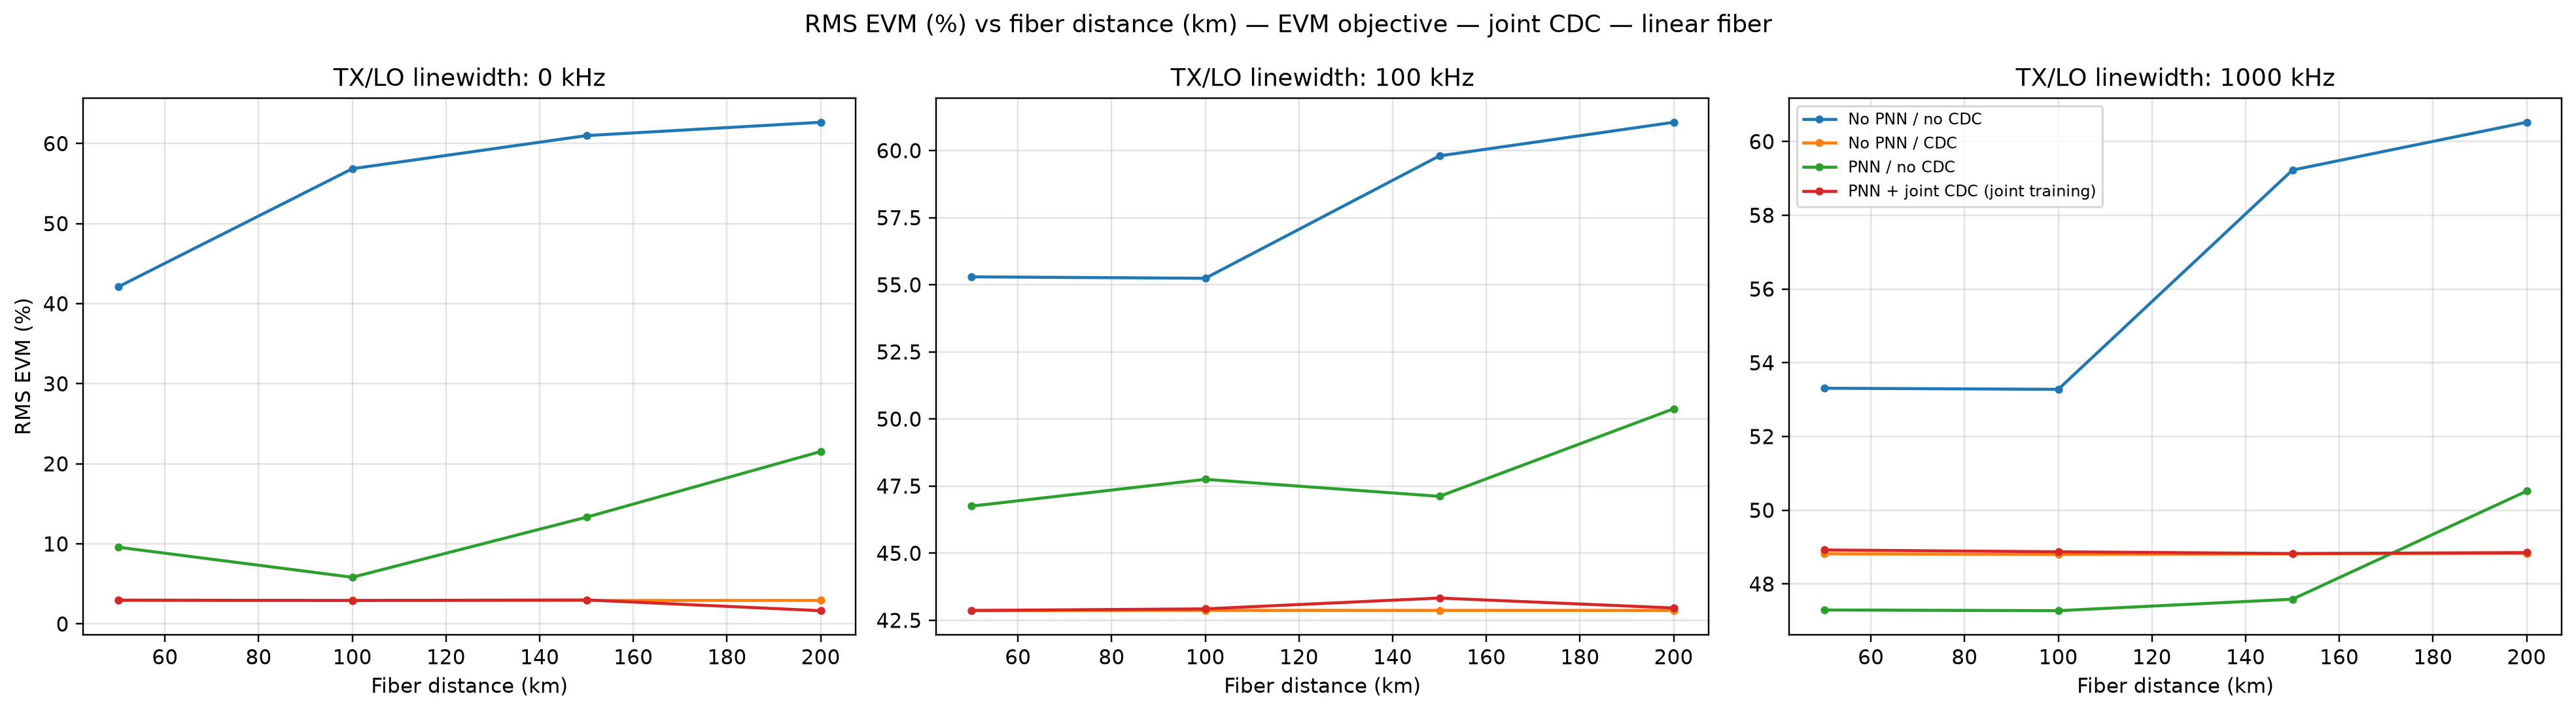 RMS EVM (%) vs fiber distance (km) — EVM objective — joint CDC — linear fiber
TX/LO linewidth: 0 kHz
RMS EVM (%)
60
50
40
30
20
10
0
60 80 100 120 140 160 180 200
Fiber distance (km)
TX/LO linewidth: 100 kHz
60.0
57.5
55.0
52.5
50.0
47.5
45.0
42.5
60 80 100 120 140 160 180 200
Fiber distance (km)
TX/LO linewidth: 1000 kHz
No PNN / no CDC
No PNN / CDC
PNN / no CDC
PNN + joint CDC (joint training)
60
58
56
54
52
50
48
60 80 100 120 140 160 180 200
Fiber distance (km)